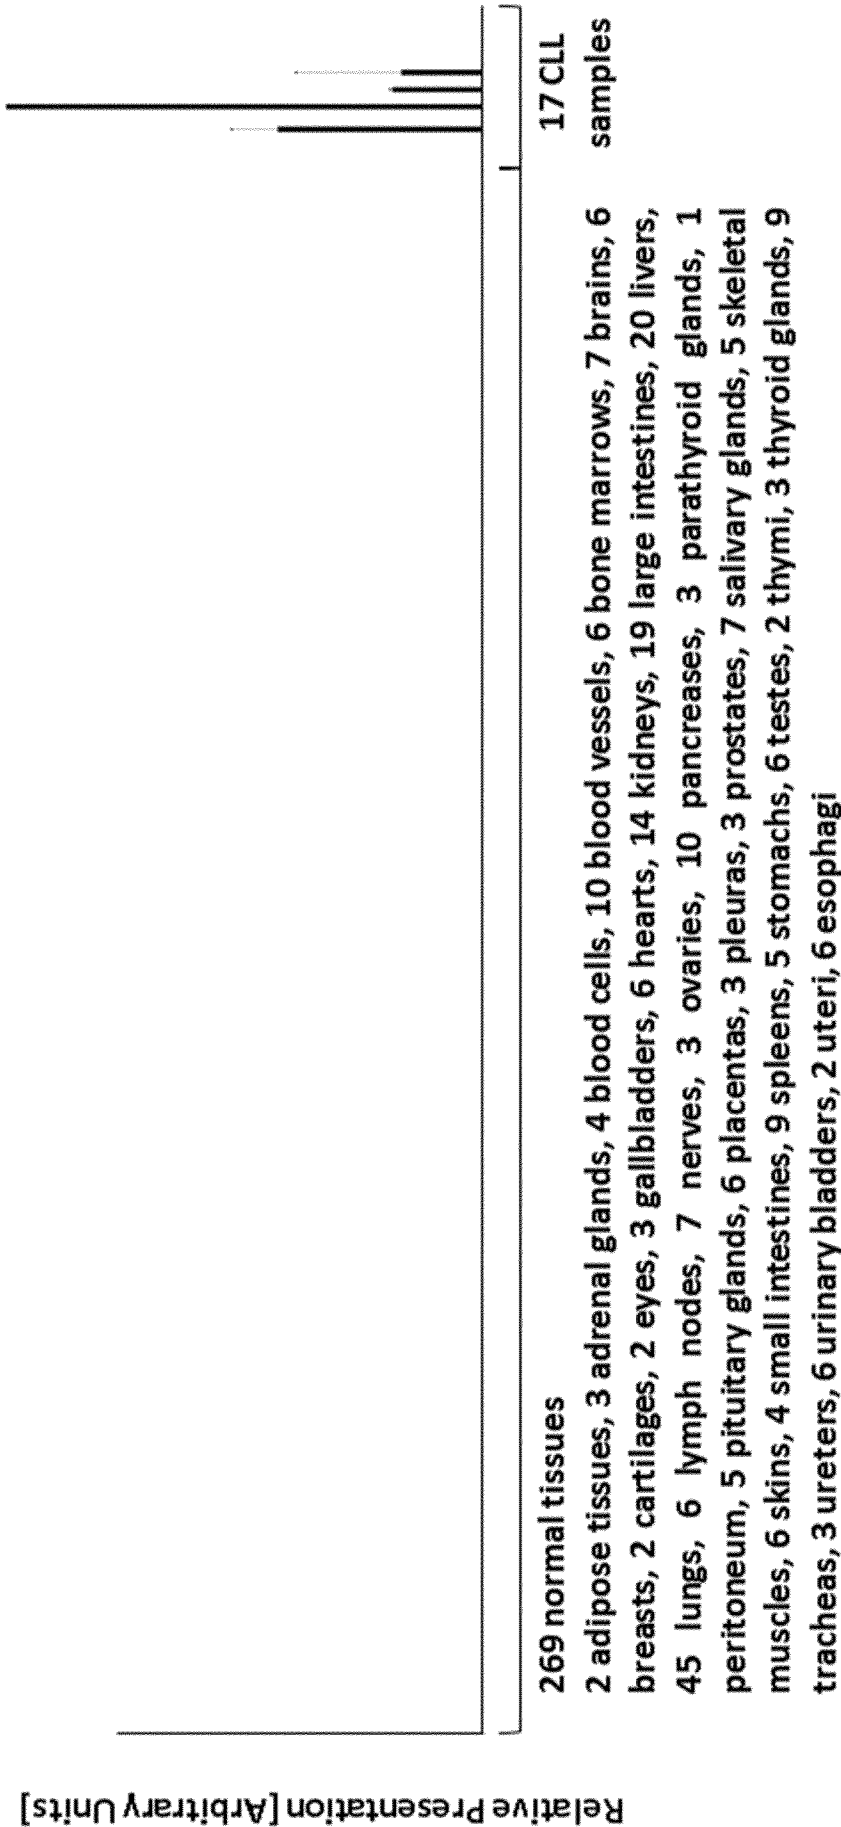 Relative Presentation [Arbitrary Units]
269 normal tissues
2 adipose tissues, 3 adrenal glands, 4 blood cells, 10 blood vessels, 6 bone marrows, 7 brains, 6
breasts, 2 cartilages, 2 eyes, 3 gallbladders, 6 hearts, 14 kidneys, 19 large intestines, 20 livers,
45 lungs, 6 lymph nodes, 7 nerves, 3 ovaries, 10 pancreases, 3 parathyroid glands, 1
peritoneum, 5 pituitary glands, 6 placentas, 3 pleuras, 3 prostates, 7 salivary glands, 5 skeletal
muscles, 6 skins, 4 small intestines, 9 spleens, 5 stomachs, 6 testes, 2 thymi, 3 thyroid glands, 9
tracheas, 3 ureters, 6 urinary bladders, 2 uteri, 6 esophagi
17 CLL
samples